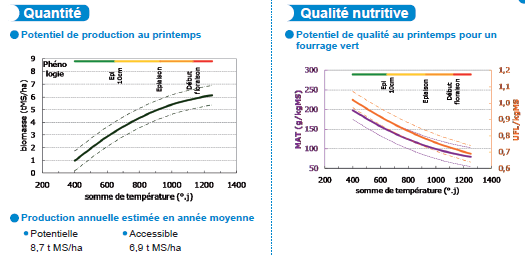 Quantité
Potentiel de production au printemps
biomasse (tMS/ha)
9
8
7
6
5
4
3
2
1
0
Phéno
logie
Epi
10cm
Epiaison
Début
floraison
200
400
600
800
1000
1200
1400
somme de température (°.j)
Production annuelle estimée en année moyenne
Potentielle
8,7 t MS/ha
Accessible
6,9 t MS/ha
Qualité nutritive
Potentiel de qualité au printemps pour un
fourrage vert
MAT (g/kgMS)
300
250
200
150
100
50
Epi
10cm
Epiaison
Début
floraison
1,2
1,1
1,0
0,9
0,8
0,7
0,6
UFL/kgMS
200
400
600
800
1000
1200
1400
somme de température (°.j)